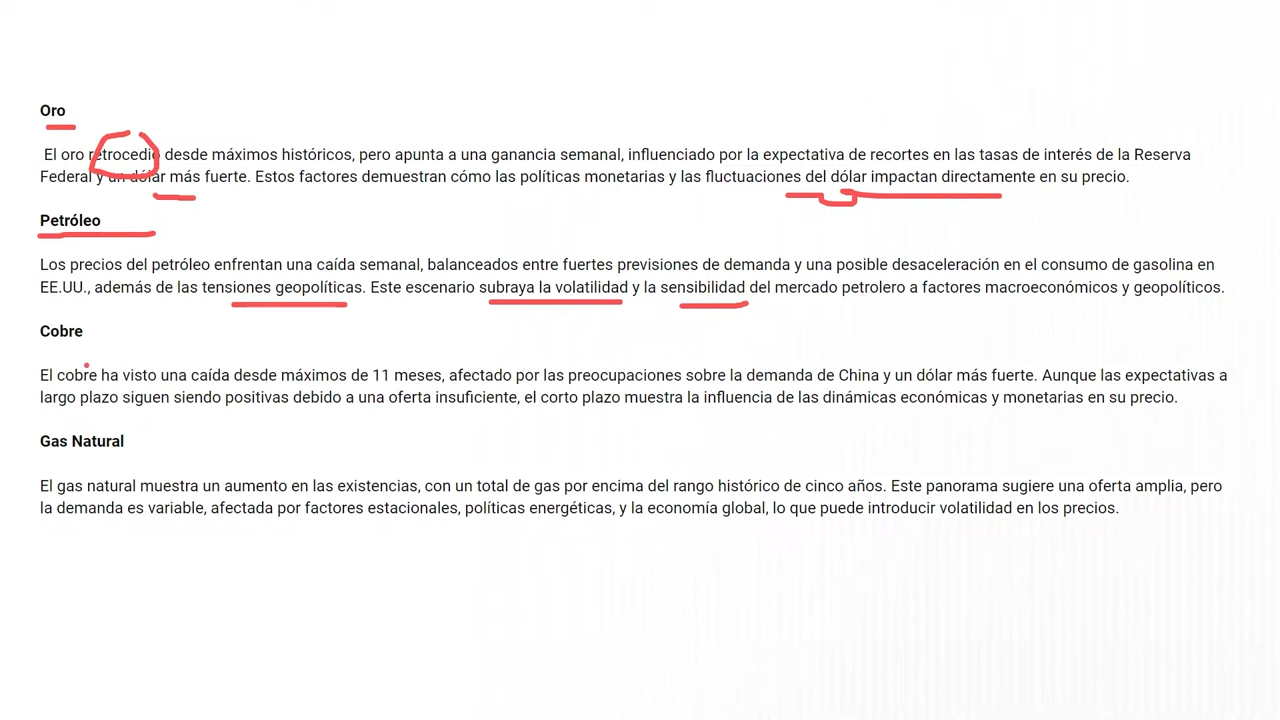 Oro
El oro retrocedió desde máximos históricos, pero apunta a una ganancia semanal, influenciado por la expectativa de recortes en las tasas de interés de la Reserva
Federal y un dólar más fuerte. Estos factores demuestran cómo las políticas monetarias y las fluctuaciones del dólar impactan directamente en su precio.
Petróleo
Los precios del petróleo enfrentan una caída semanal, balanceados entre fuertes previsiones de demanda y una posible desaceleración en el consumo de gasolina en
EE.UU., además de las tensiones geopolíticas. Este escenario subraya la volatilidad y la sensibilidad del mercado petrolero a factores macroeconómicos y geopolíticos.
Cobre
El cobre ha visto una caída desde máximos de 11 meses, afectado por las preocupaciones sobre la demanda de China y un dólar más fuerte. Aunque las expectativas a
largo plazo siguen siendo positivas debido a una oferta insuficiente, el corto plazo muestra la influencia de las dinámicas económicas y monetarias en su precio.
Gas Natural
El gas natural muestra un aumento en las existencias, con un total de gas por encima del rango histórico de cinco años. Este panorama sugiere una oferta amplia, pero
la demanda es variable, afectada por factores estacionales, políticas energéticas, y la economía global, lo que puede introducir volatilidad en los precios.